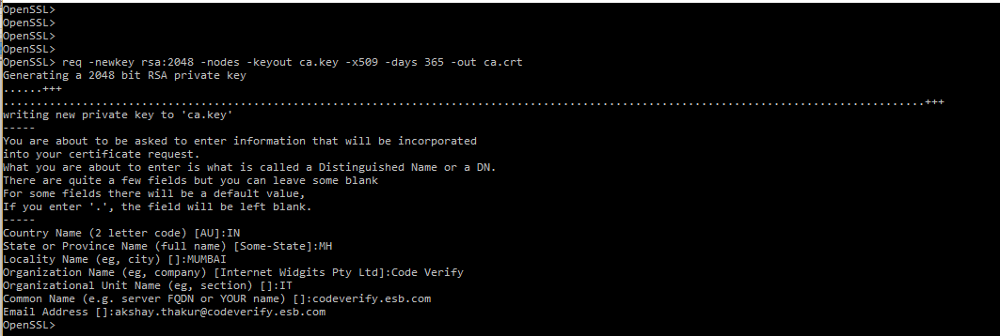 OpenSSL>
OpenSSL>
OpenSSL>
OpenSSL>
OpenSSL> req -newkey rsa:2048 -nodes -keyout ca.key -x509 -days 365 -out ca.crt
Generating a 2048 bit RSA private key
......+++
............................................................................................................................................+++
writing new private key to 'ca.key'
-----
You are about to be asked to enter information that will be incorporated
into your certificate request.
What you are about to enter is what is called a Distinguished Name or a DN.
There are quite a few fields but you can leave some blank
For some fields there will be a default value,
If you enter '.', the field will be left blank.
-----
Country Name (2 letter code) [AU]:IN
State or Province Name (full name) [Some-State]:MH
Locality Name (eg, city) []:MUMBAI
Organization Name (eg, company) [Internet Widgits Pty Ltd]:Code Verify
Organizational Unit Name (eg, section) []:IT
Common Name (e.g. server FQDN or YOUR name) []:codeverify.esb.com
Email Address []:akshay.thakur@codeverify.esb.com
OpenSSL>